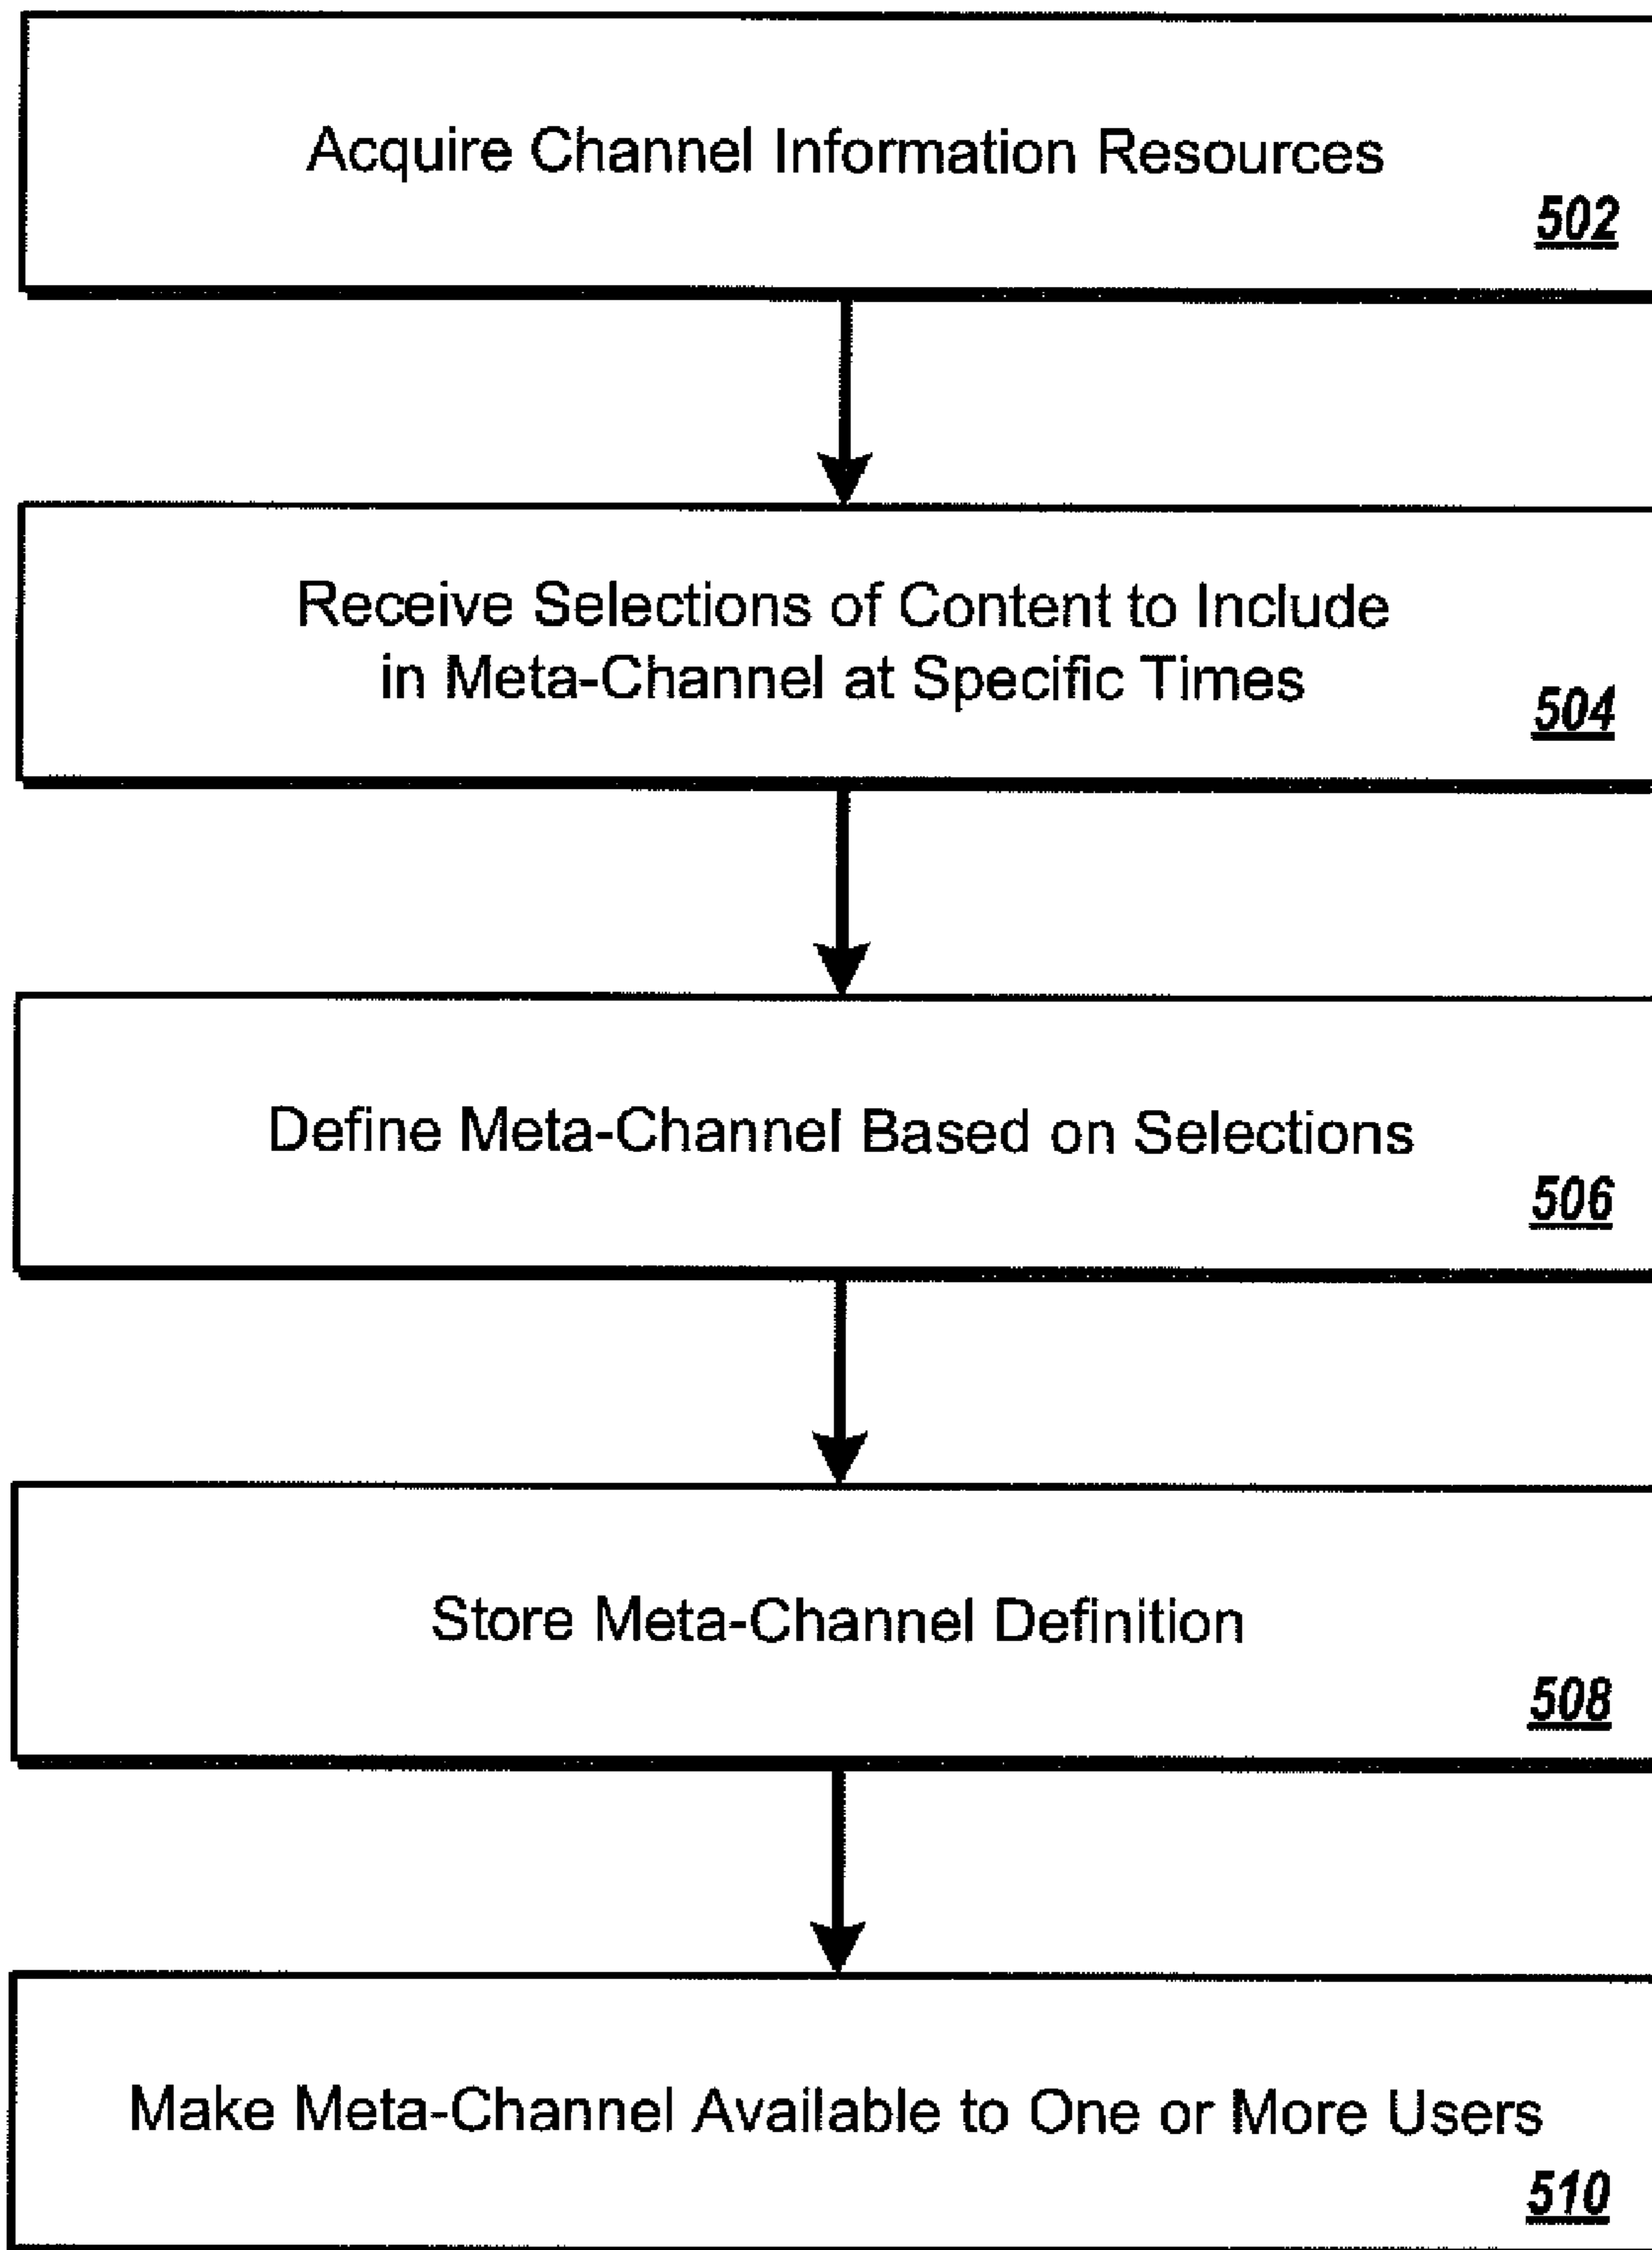 Acquire Channel Information Resources
502
Receive Selections of Content to Include
in Meta-Channel at Specific Times
504
Define Meta-Channel Based on Selections
506
Store Meta-Channel Definition
508
Make Meta-Channel Available to One or More Users
510